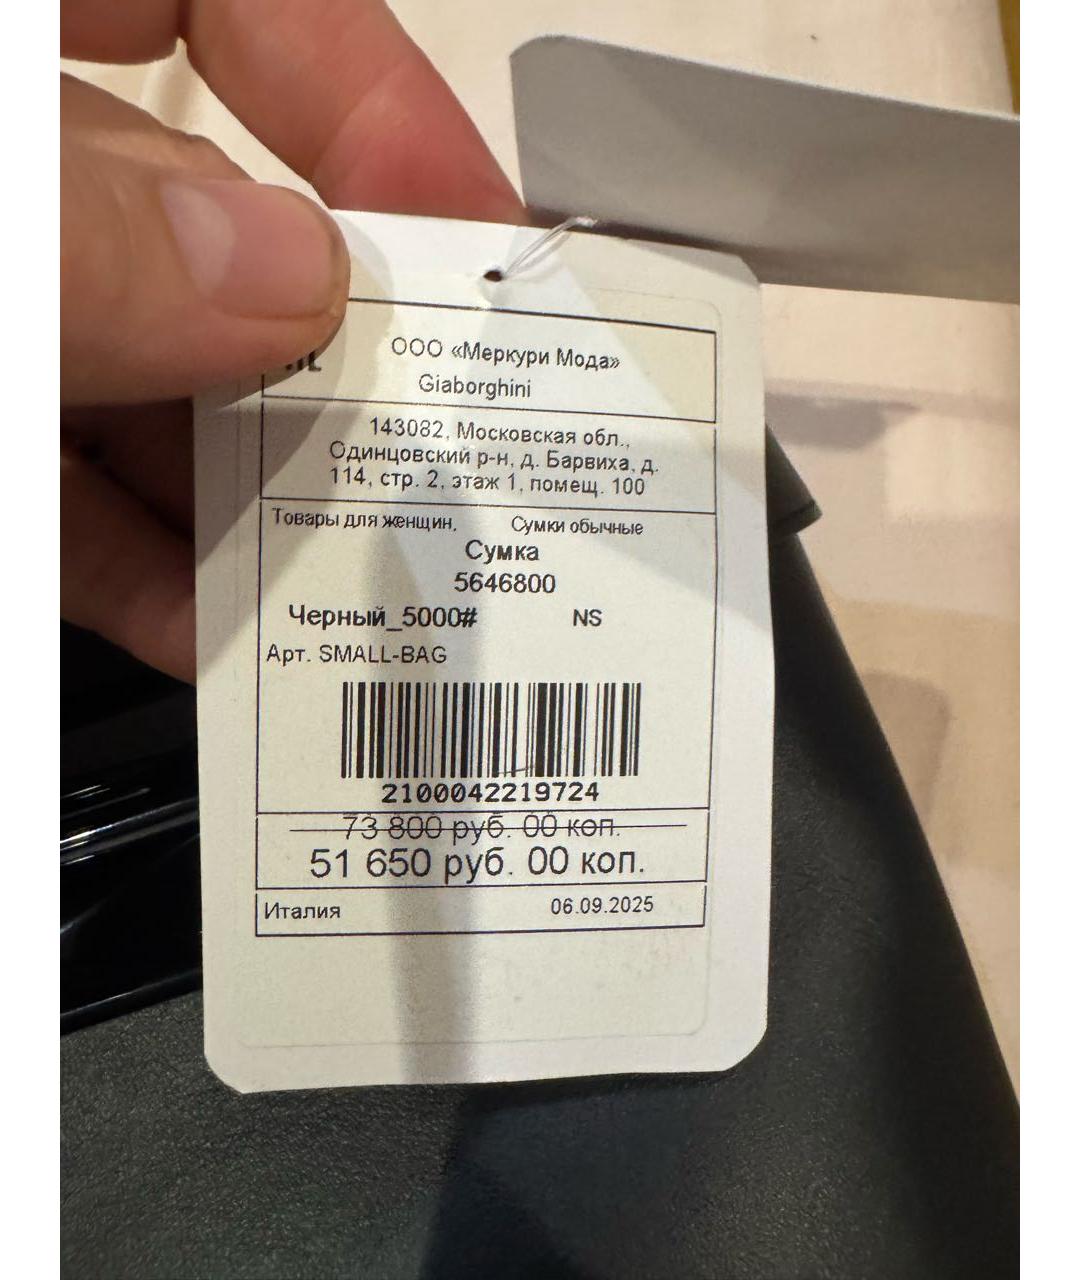 ООО «Меркури Мода»
Giaborghini
143082, Московская обл.,
Одинцовский р-н, д. Барвиха, д.
114, стр. 2, этаж 1, помещ. 100
Товары для женщин, Сумки обычные
Сумка
5646800
Черный_5000# NS
Арт. SMALL-BAG
2100042219724
73 800 руб. 00 коп.
51 650 руб. 00 коп.
Италия 06.09.2025